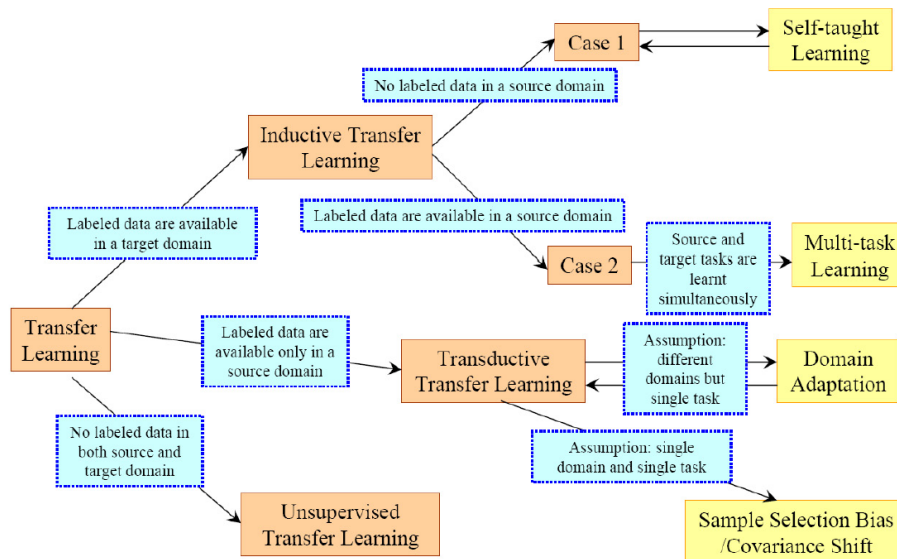 Case 1
Self-taught
Learning
No labeled data in a source domain
Inductive Transfer
Learning
Labeled data are available
in a target domain
Labeled data are available in a source domain
Case 2
Source and
target tasks are
learnt
simultaneously
Multi-task
Learning
Transfer
Learning
Labeled data are
available only in a
source domain
Transductive
Transfer Learning
Assumption:
different
domains but
single task
Domain
Adaptation
No labeled data in
both source and
target domain
Assumption: single
domain and single task
Unsupervised
Transfer Learning
Sample Selection Bias
/Covariance Shift